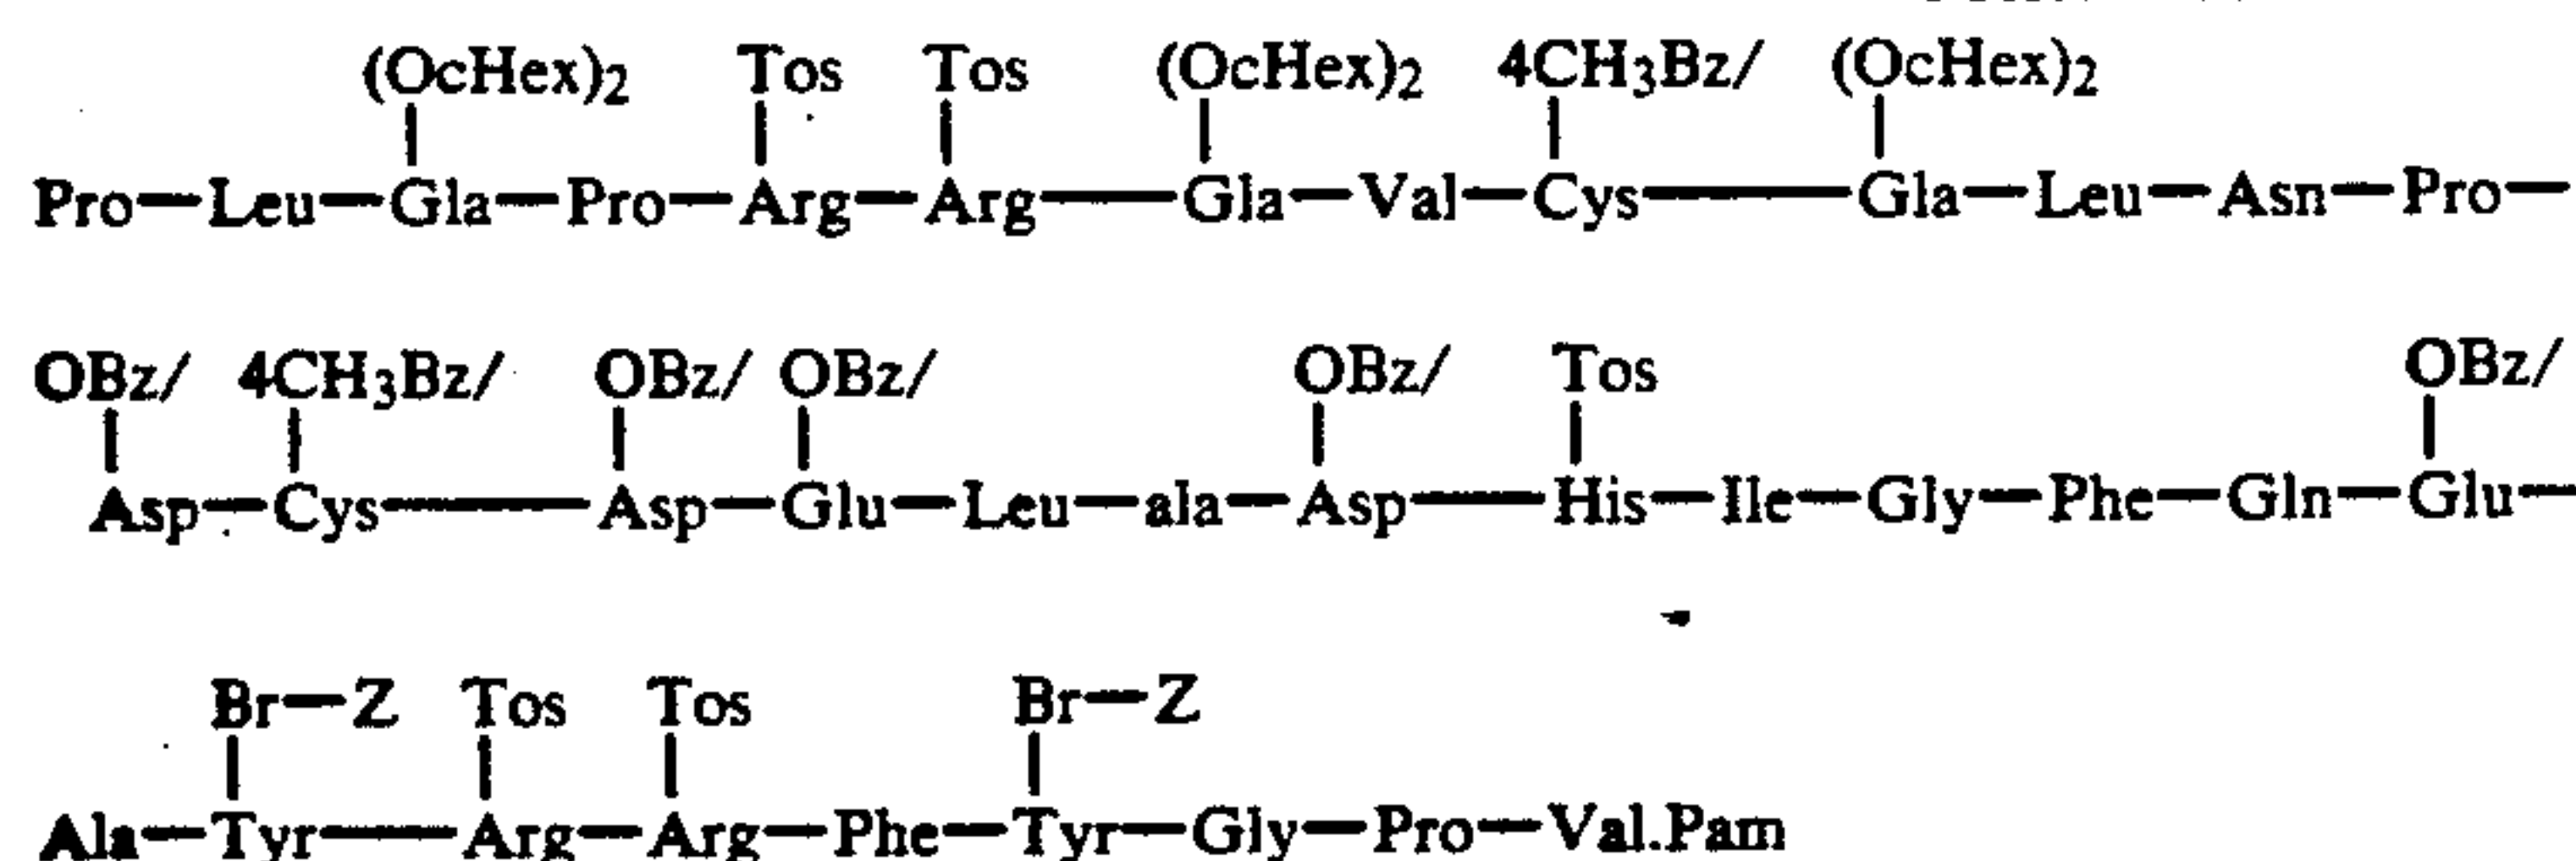 (OcHex)2 Tos Tos (OcHex)2 4CH3Bz/ (OcHex)2
Pro—Leu—Gla—Pro—Arg—Arg—Gla—Val—Cys—Gla—Leu—Asn—Pro—
OBz/ 4CH3Bz/ OBz/ OBz/ OBz/ Tos OBz/
Asp—Cys—Asp—Glu—Leu—ala—Asp—His—Ile—Gly—Phe—Gln—Glu—
Br—Z Tos Tos Br—Z
Ala—Tyr—Arg—Arg—Phe—Tyr—Gly—Pro—Val.Pam